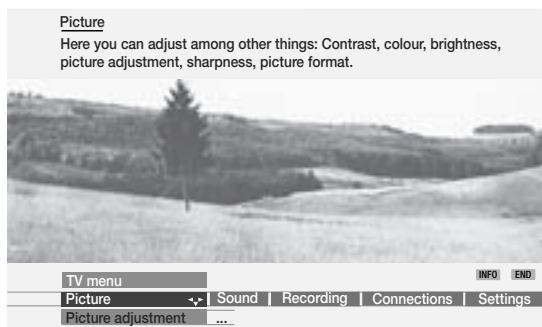 Picture
Here you can adjust among other things: Contrast, colour, brightness,
picture adjustment, sharpness, picture format.
INFO END
TV menu
Picture | Sound | Recording | Connections | Settings
Picture adjustment ...